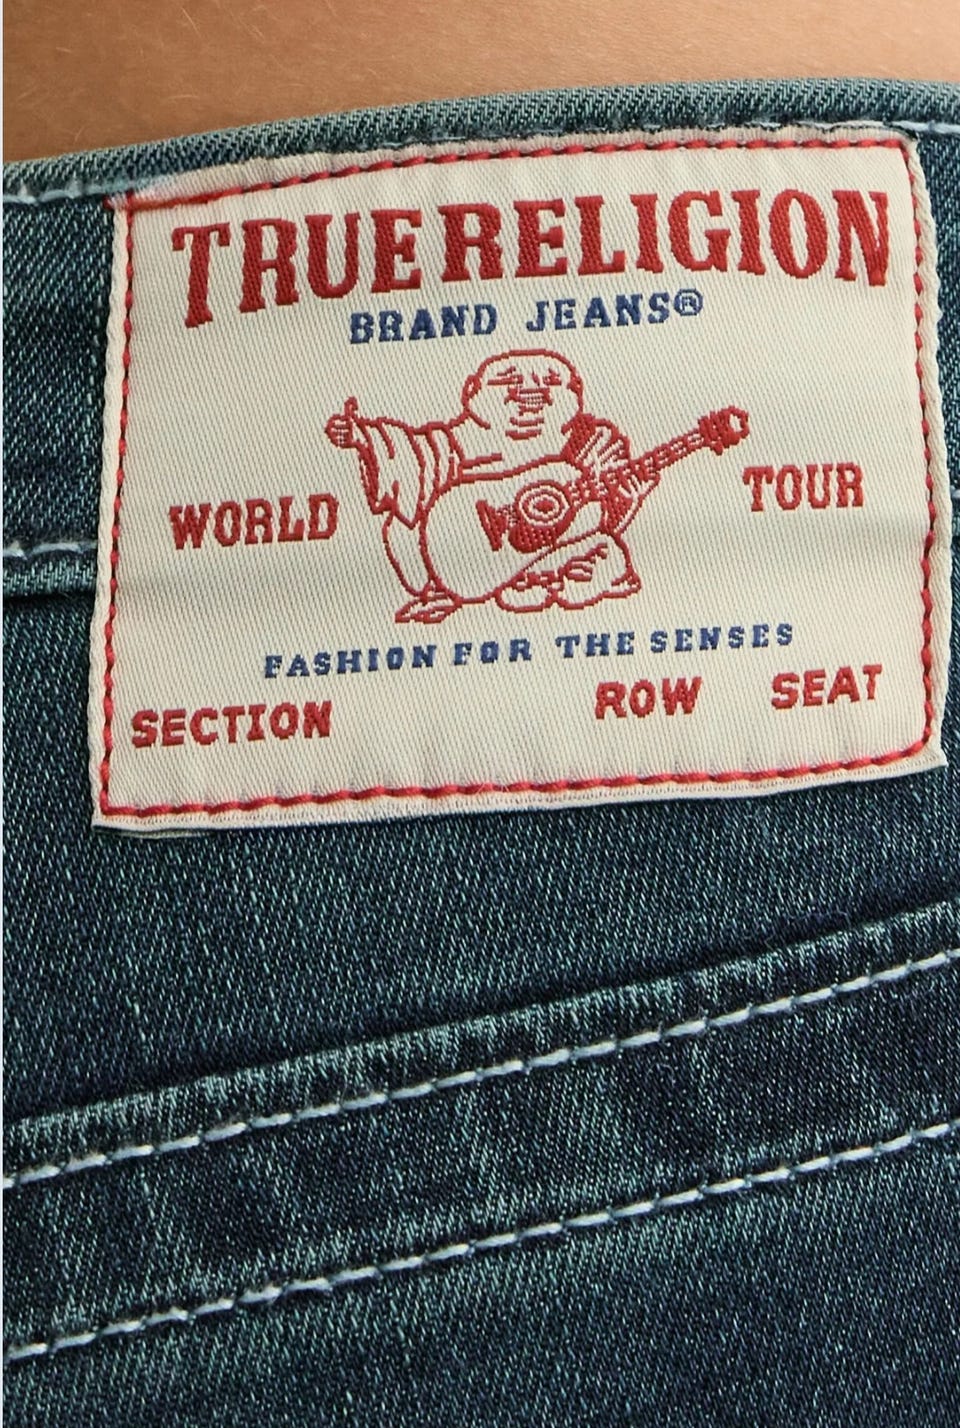 TRUE RELIGION
BRAND JEANS®
WORLD TOUR
FASHION FOR THE SENSES
SECTION ROW SEAT